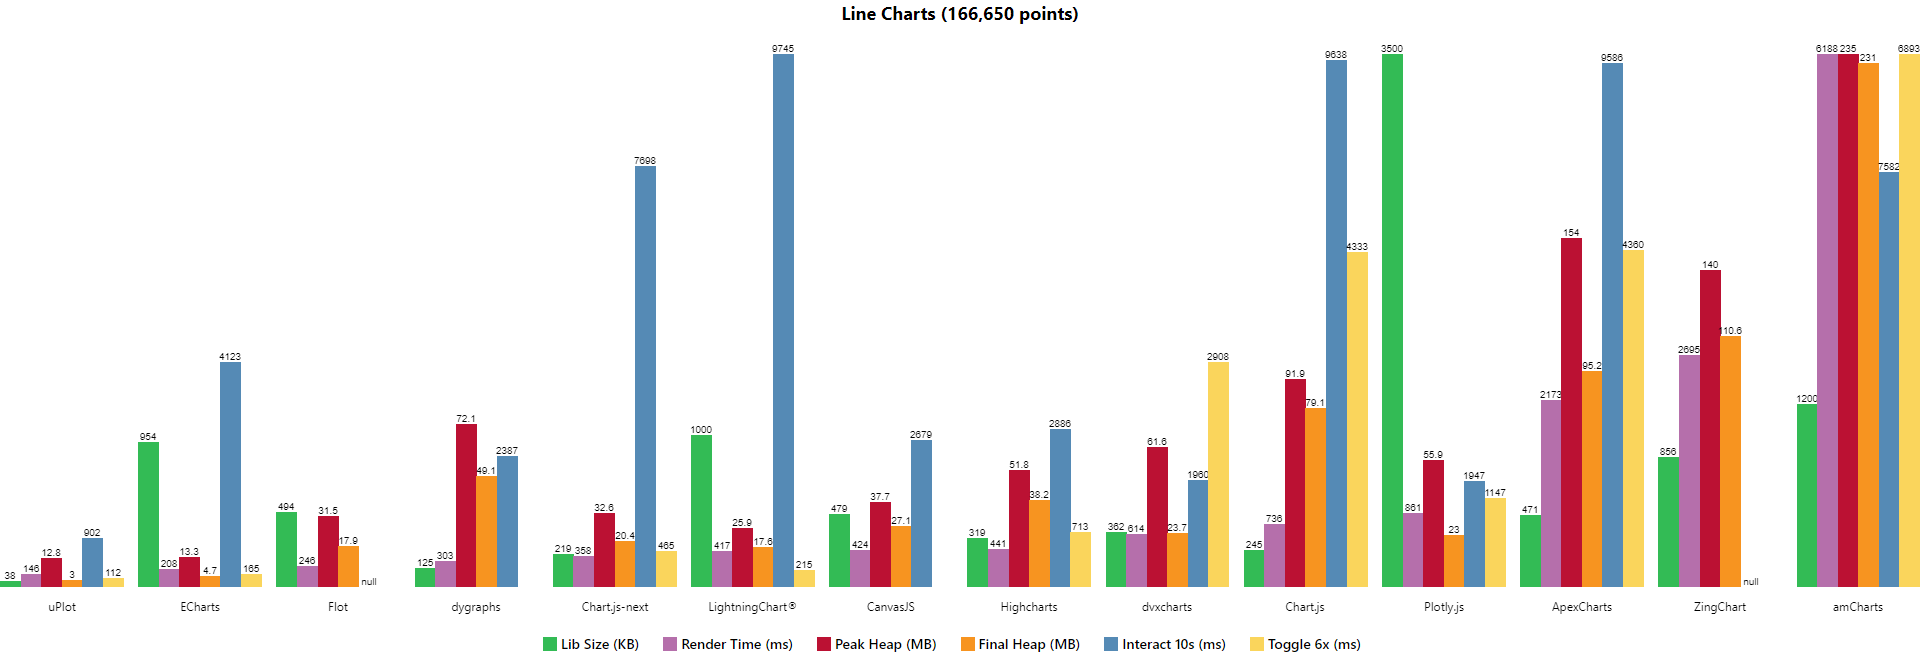 Line Charts (166,650 points)
38 146 12.8 3 902 112
954 208 13.3 4.7 4123 165
494 246 31.5 17.9 null
125 303 72.1 49.1 2387
219 358 32.6 20.4 7698 465
1000 417 25.9 17.6 9745 215
479 424 37.7 27.1 2679
319 441 51.8 38.2 2886 713
362 614 61.6 23.7 1960 2908
245 736 91.9 79.1 9638 4333
3500 861 55.9 23 1947 1147
471 2173 154 95.2 9586 4360
856 2695 140 110.6 null
1200 6188 235 231 7582 6893
uPlot ECharts Flot dygraphs Chart.js-next LightningChart® CanvasJS Highcharts dvxcharts Chart.js Plotly.js ApexCharts ZingChart amCharts
Lib Size (KB) Render Time (ms) Peak Heap (MB) Final Heap (MB) Interact 10s (ms) Toggle 6x (ms)